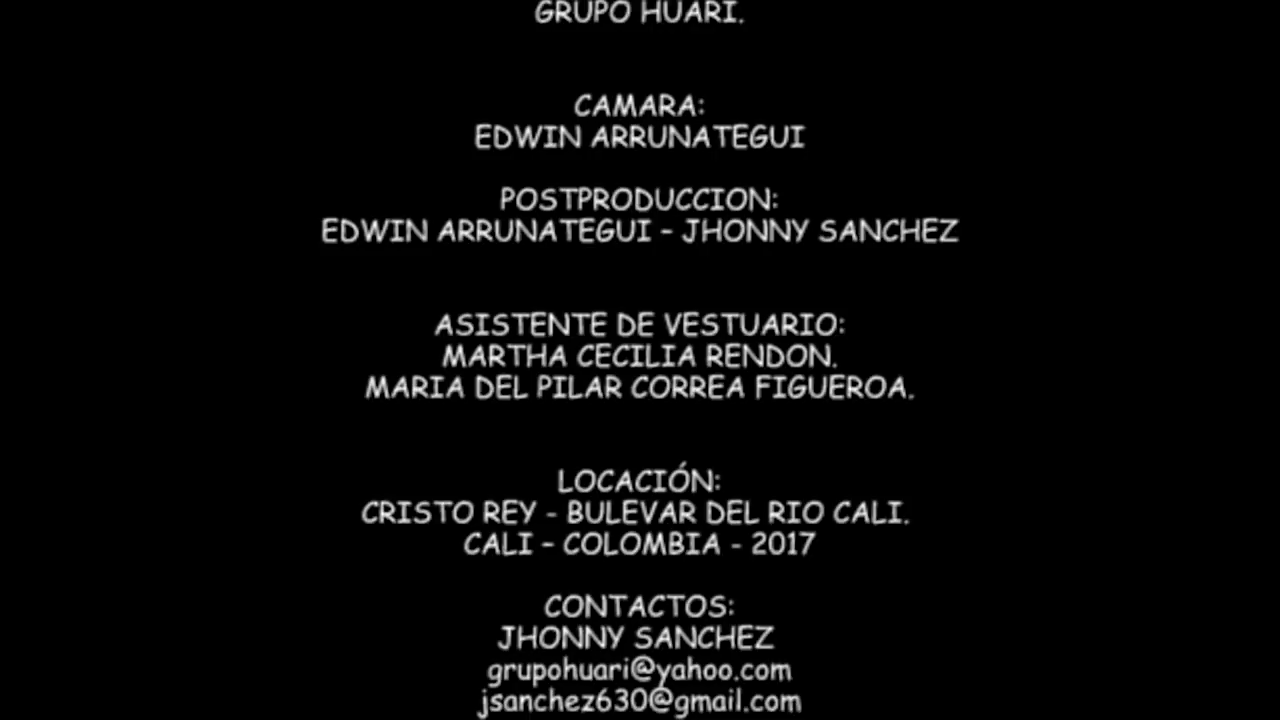 GRUPO HUARI.
CAMARA:
EDWIN ARRUNATEGUI
POSTPRODUCCION:
EDWIN ARRUNATEGUI - JHONNY SANCHEZ
ASISTENTE DE VESTUARIO:
MARTHA CECILIA RENDON.
MARIA DEL PILAR CORREA FIGUEROA.
LOCACIÓN:
CRISTO REY - BULEVAR DEL RIO CALI.
CALI - COLOMBIA - 2017
CONTACTOS:
JHONNY SANCHEZ
grupohuari@yahoo.com
jsanchez630@gmail.com